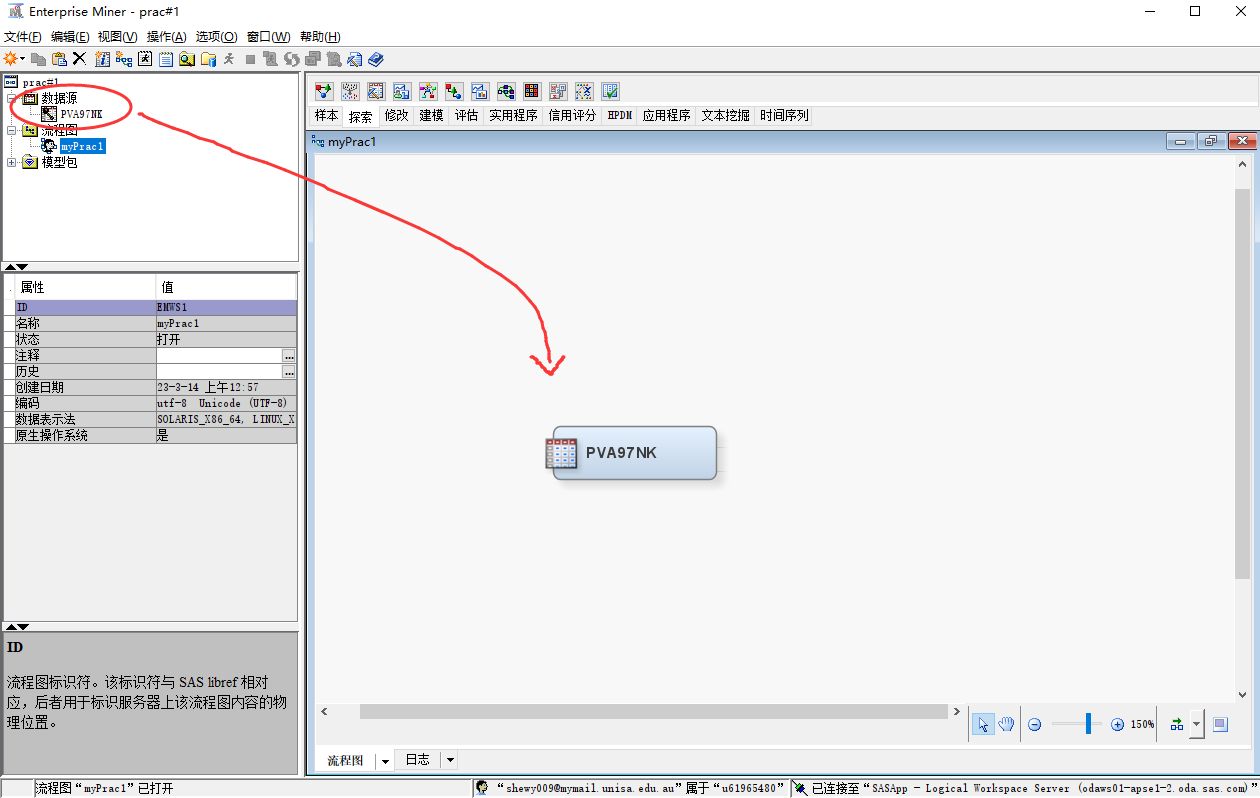 Enterprise Miner - prac#1
文件(F) 编辑(E) 视图(V) 操作(A) 选项(O) 窗口(W) 帮助(H)
prac#1
数据源
PVA97NK
流程图
myPrac1
模型包
样本 探索 修改 建模 评估 实用程序 信用评分 HPDM 应用程序 文本挖掘 时间序列
myPrac1
PVA97NK
属性 值
ID EMWS1
名称 myPrac1
状态 打开
注释 ...
历史 ...
创建日期 23-3-14 上午12:57
编码 utf-8 Unicode (UTF-8)
数据表示法 SOLARIS_X86_64, LINUX_X
原生操作系统 是
ID
流程图标识符。该标识符与 SAS libref 相对
应，后者用于标识服务器上该流程图内容的物
理位置。
150%
流程图 日志
流程图“myPrac1”已打开
“shewy009@mymail.unisa.edu.au”属于“u61965480”
已连接至“SASApp - Logical Workspace Server (odaws01-apse1-2.oda.sas.com)”